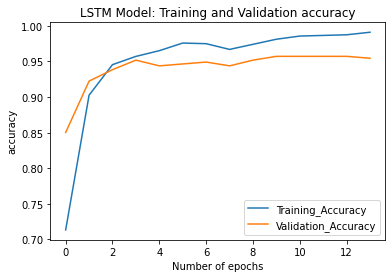 LSTM Model: Training and Validation accuracy
1.00
0.95
0.90
0.85
0.80
0.75
0.70
accuracy
0 2 4 6 8 10 12
Number of epochs
Training_Accuracy
Validation_Accuracy